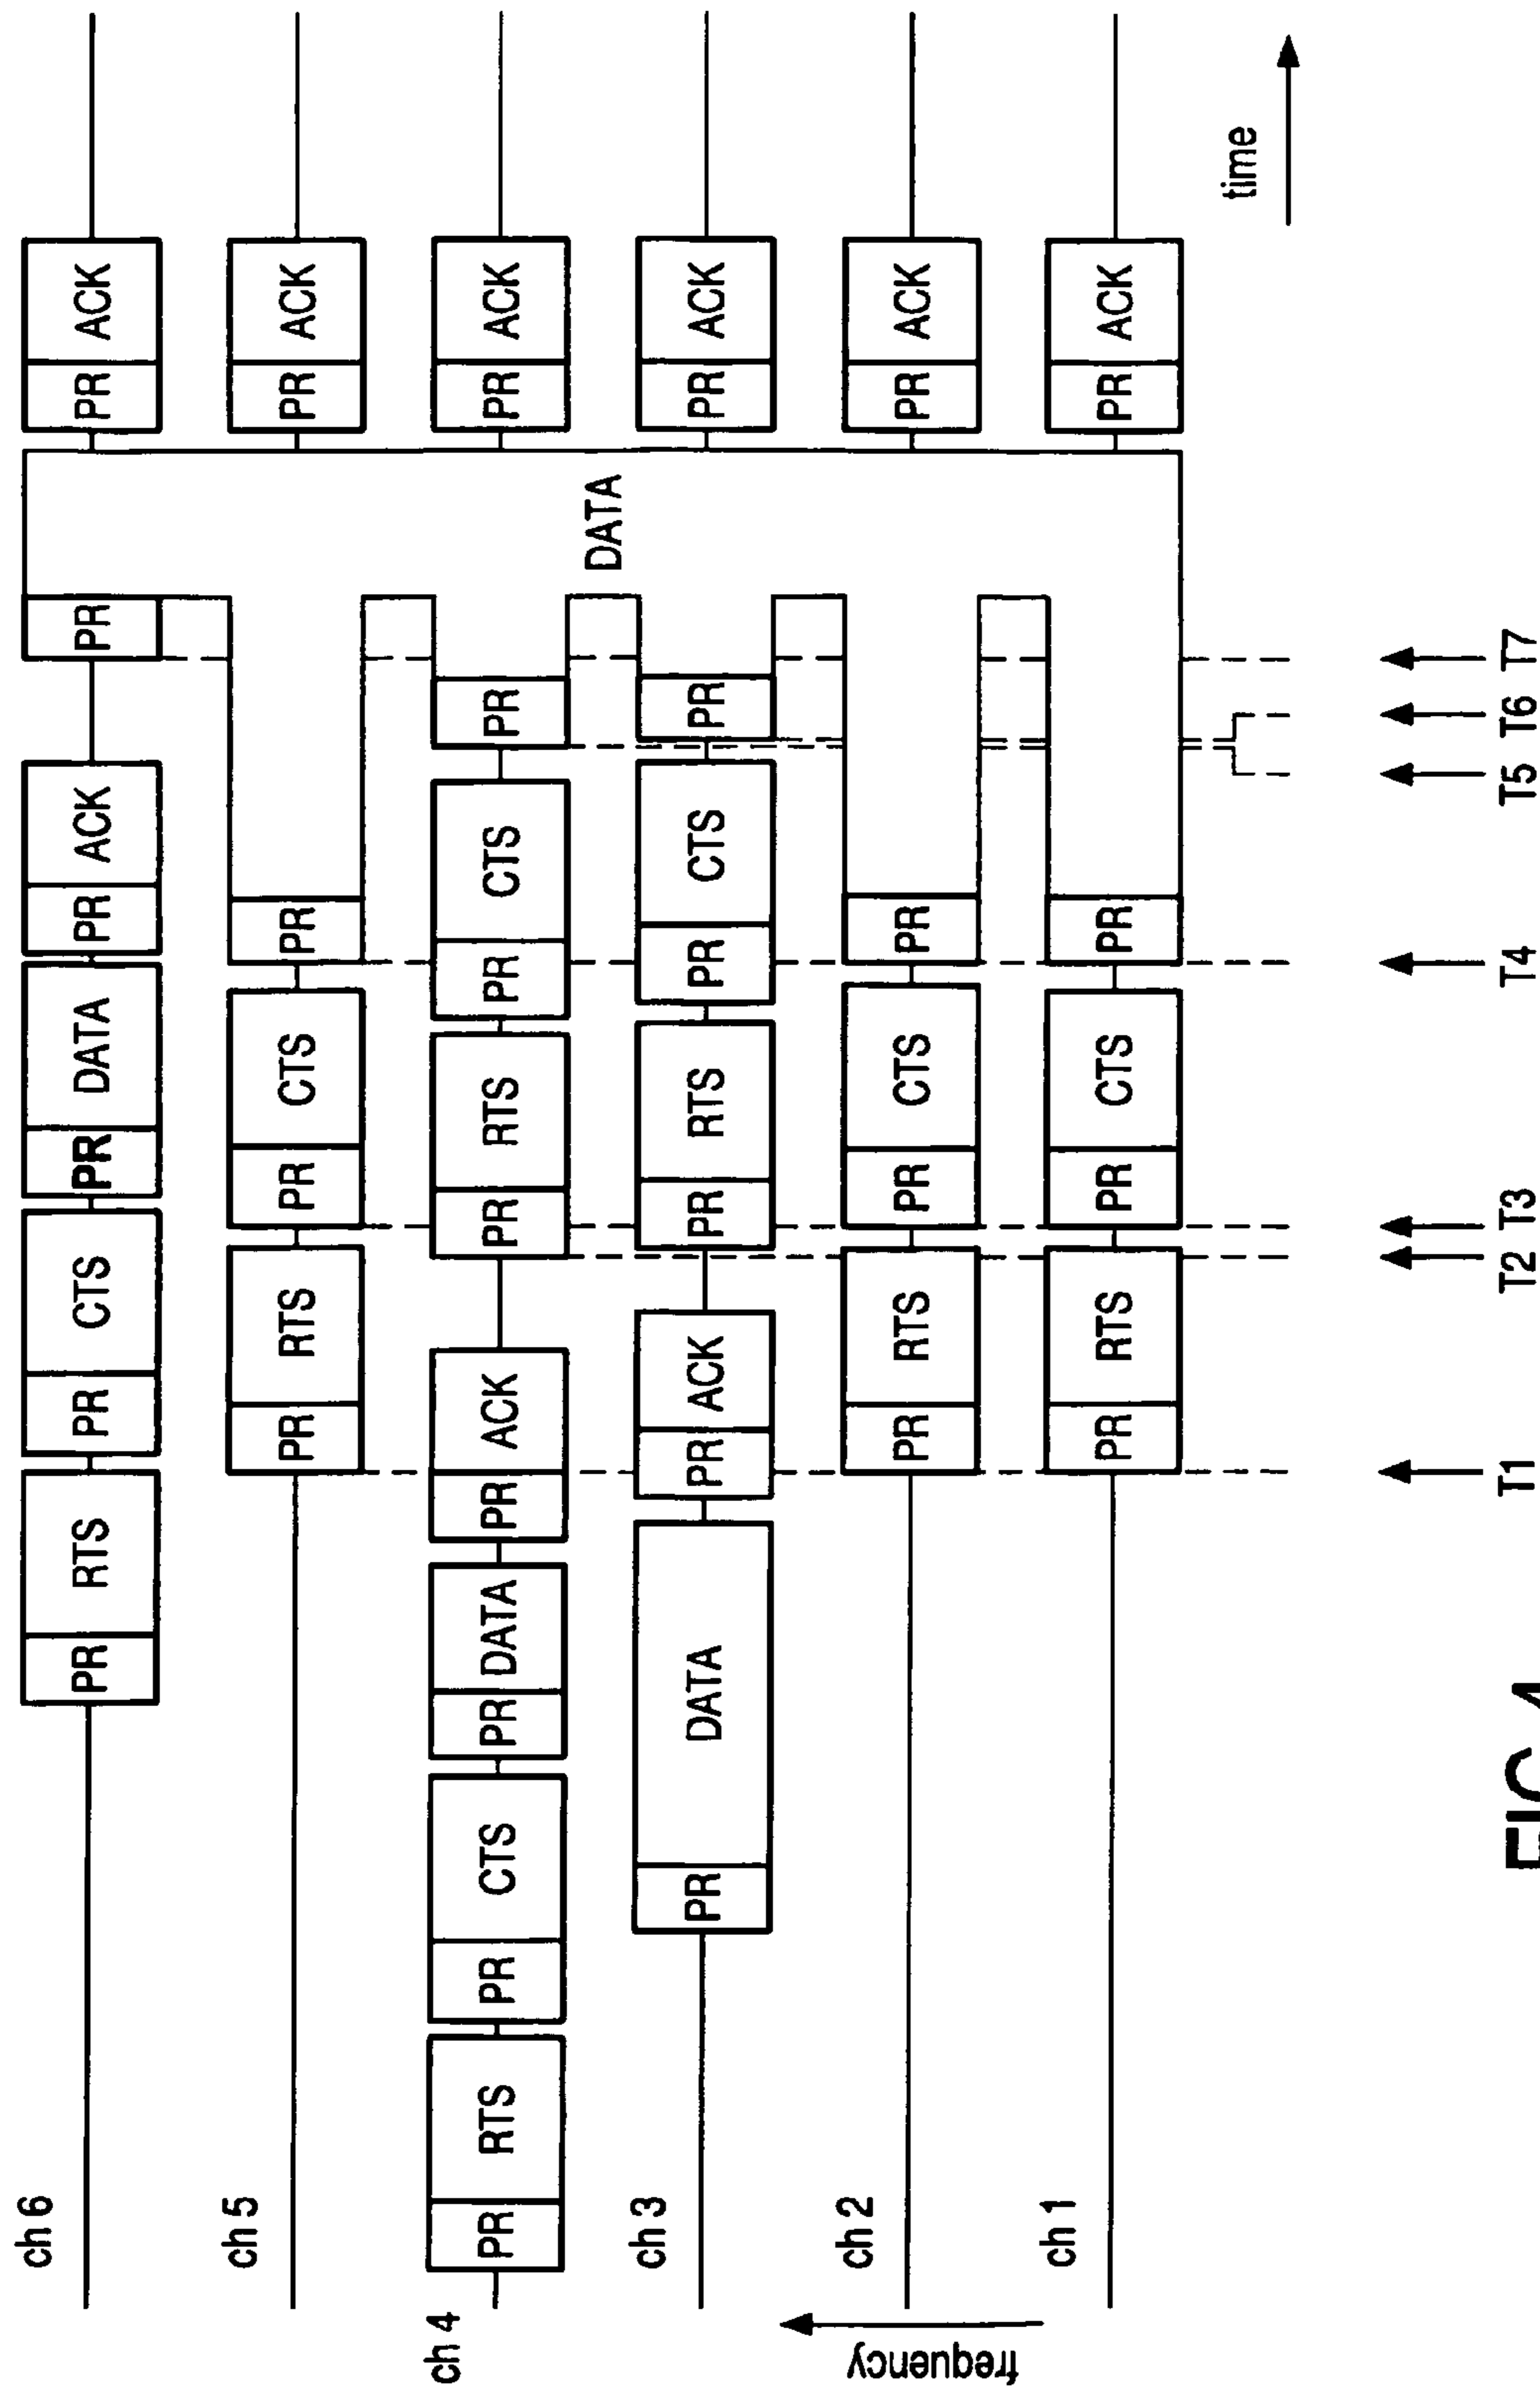 ch 6 PR RTS PR CTS PR DATA PR ACK PR PR ACK
ch 5 PR RTS PR CTS PR PR ACK
ch 4 PR RTS PR CTS PR DATA PR ACK PR RTS PR CTS PR PR ACK
DATA
ch 3 PR DATA PR ACK PR RTS PR CTS PR PR ACK
ch 2 PR RTS PR CTS PR PR ACK
ch 1 PR RTS PR CTS PR PR ACK
frequency
time
T1 T2 T3 T4 T5 T6 T7